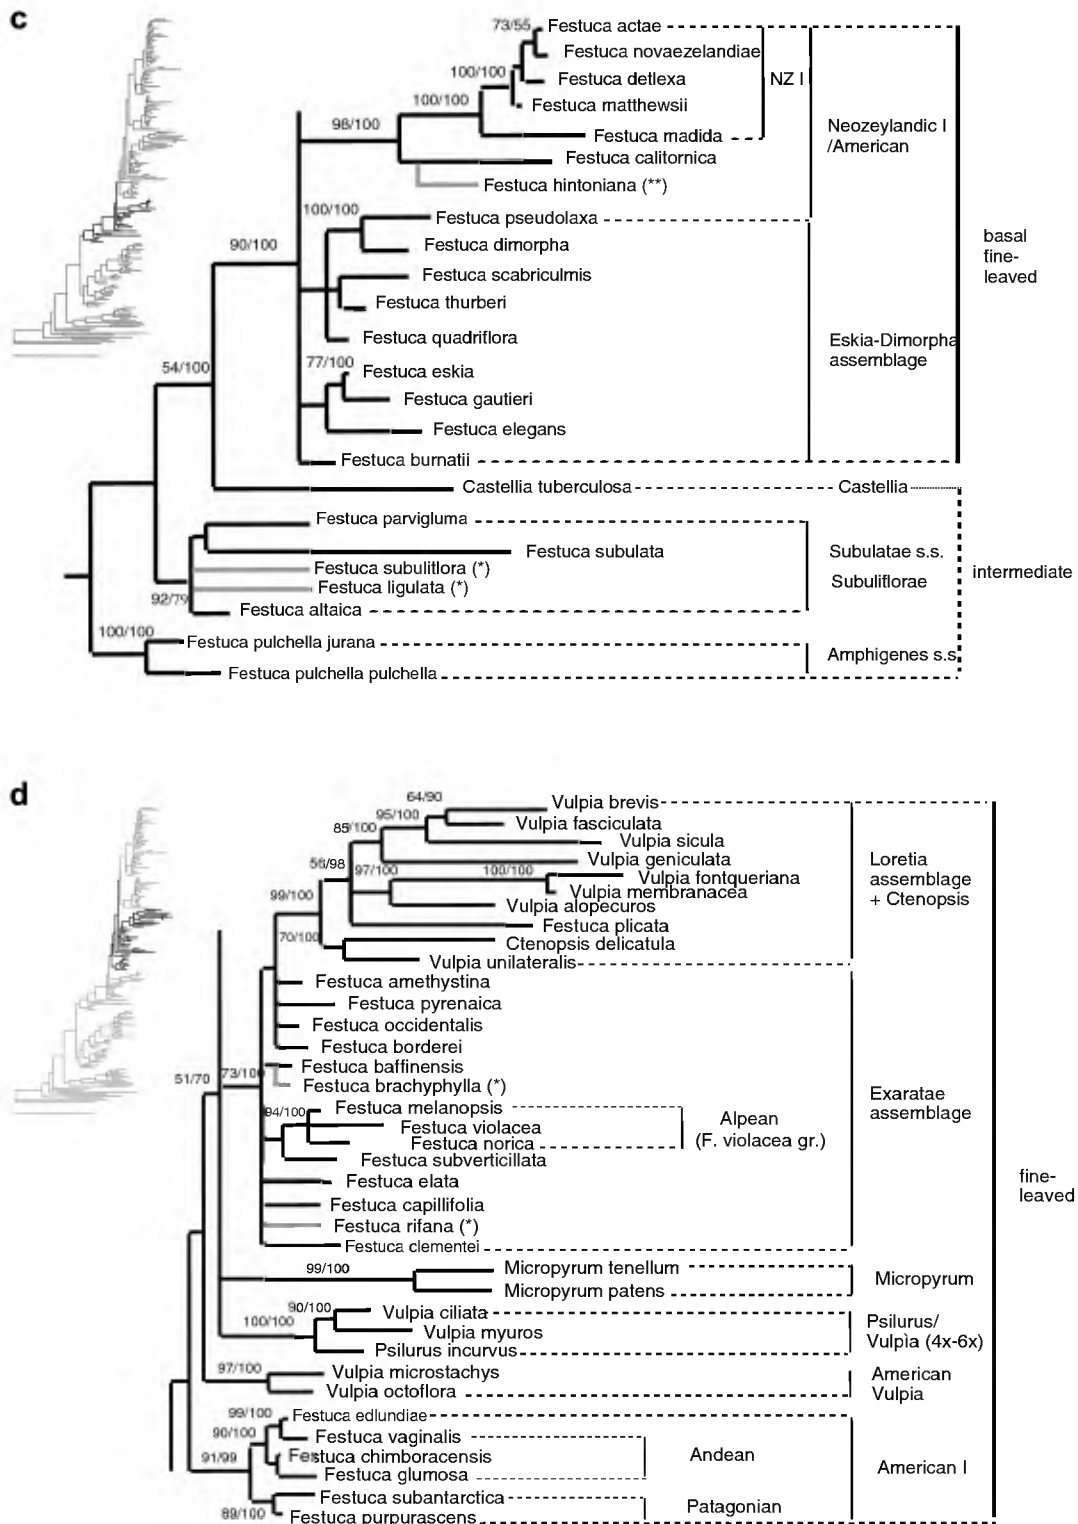 c
73/55
Festuca actae
Festuca novaezelandiae
100/100
Festuca detlexa
NZ I
100/100
Festuca matthewsii
98/100
Festuca madida
Neozeylandic I
/American
Festuca calitornica
Festuca hintoniana (**)
100/100
Festuca pseudolaxa
90/100
Festuca dimorpha
basal
fine-
leaved
Festuca scabriculmis
Festuca thurberi
Festuca quadriflora
Eskia-Dimorpha
assemblage
54/100
77/100
Festuca eskia
Festuca gautieri
Festuca elegans
Festuca burnatii
Castellia tuberculosa
Castellia
Festuca parvigluma
Festuca subulata
Subulatae s.s.
Festuca subuliflora (*)
intermediate
Subuliflorae
Festuca ligulata (*)
92/79
Festuca altaica
100/100
Festuca pulchella jurana
Amphigenes s.s
Festuca pulchella pulchella
d
64/90
Vulpia brevis
95/100
Vulpia fasciculata
85/100
Vulpia sicula
56/98
Vulpia geniculata
Loretia
assemblage
+ Ctenopsis
97/100
100/100
Vulpia fontqueriana
Vulpia membranacea
99/100
Vulpia alopecuros
Festuca plicata
70/100
Ctenopsis delicatula
Vulpia unilateralis
Festuca amethystina
Festuca pyrenaica
Festuca occidentalis
Festuca borderei
51/70
73/100
Festuca baffinensis
Festuca brachyphylla (*)
Exaratae
assemblage
94/100
Festuca melanopsis
Festuca violacea
Alpean
(F. violacea gr.)
Festuca norica
Festuca subverticillata
Festuca elata
fine-
leaved
Festuca capillifolia
Festuca rifana (*)
Festuca clementei
99/100
Micropyrum tenellum
Micropyrum
Micropyrum patens
90/100
Vulpia ciliata
100/100
Vulpia myuros
Psilurus/
Vulpia (4x-6x)
Psilurus incurvus
97/100
Vulpia microstachys
American
Vulpia
Vulpia octoflora
99/100
Festuca edlundiae
90/100
Festuca vaginalis
91/99
Festuca chimboracensis
Andean
American I
Festuca glumosa
Festuca subantarctica
Patagonian
89/100
Festuca purpurascens